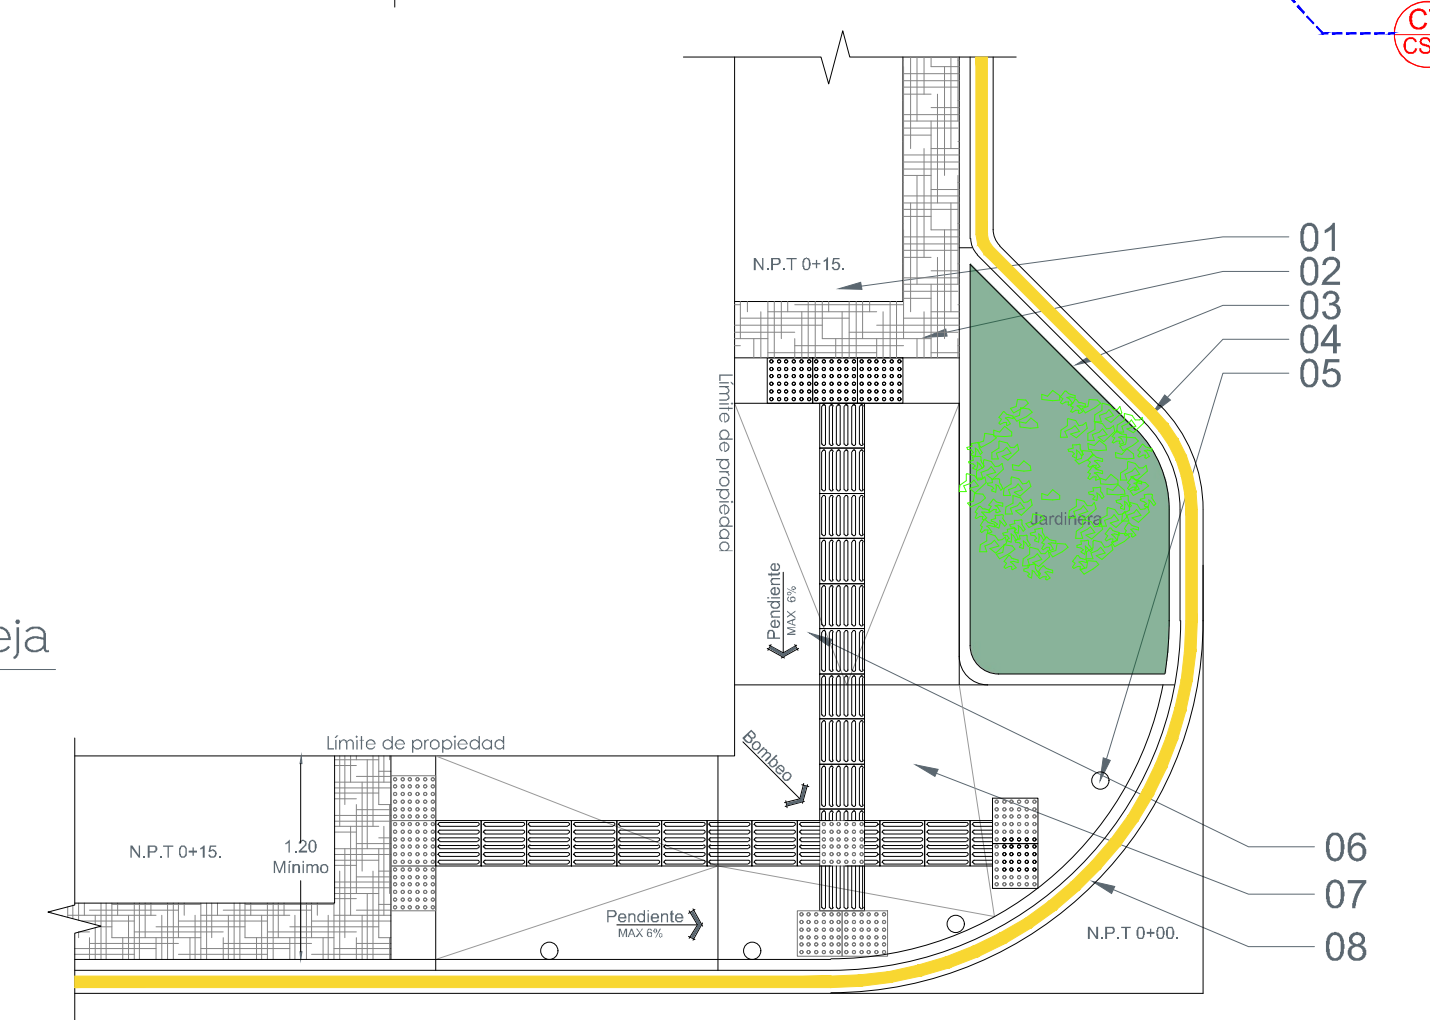 01
N.P.T 0+15.
02
03
04
05
Límite de propiedad
Jardinera
Pendiente
MAX 6%
eja
Límite de propiedad
Bombeo
N.P.T 0+15.
1.20
Mínimo
06
07
Pendiente
MAX 6%
N.P.T 0+00.
08